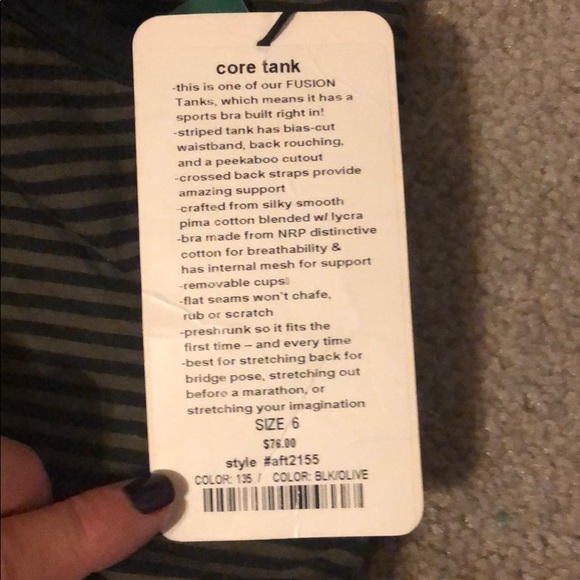 core tank
-this is one of our FUSION
Tanks, which means it has a
sports bra built right in!
-striped tank has bias-cut
waistband, back rouching,
and a peekaboo cutout
-crossed back straps provide
amazing support
-crafted from silky smooth
pima cotton blended w/ lycra
-bra made from NRP distinctive
cotton for breathability &
has internal mesh for support
-removable cups
-flat seams won't chafe,
rub or scratch
-preshrunk so it fits the
first time – and every time
-best for stretching back for
bridge pose, stretching out
before a marathon, or
stretching your imagination
SIZE 6
$76.00
style #aft2155
COLOR: 135 / COLOR: BLK/OLIVE